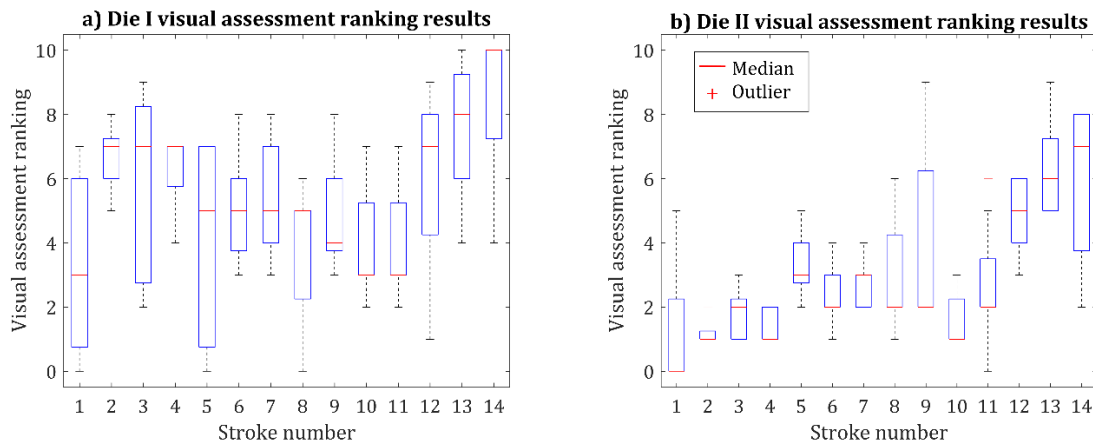 a) Die I visual assessment ranking results
10
8
6
4
2
0
Visual assessment ranking
1 2 3 4 5 6 7 8 9 10 11 12 13 14
Stroke number
b) Die II visual assessment ranking results
Median
Outlier
10
8
6
4
2
0
Visual assessment ranking
1 2 3 4 5 6 7 8 9 10 11 12 13 14
Stroke number